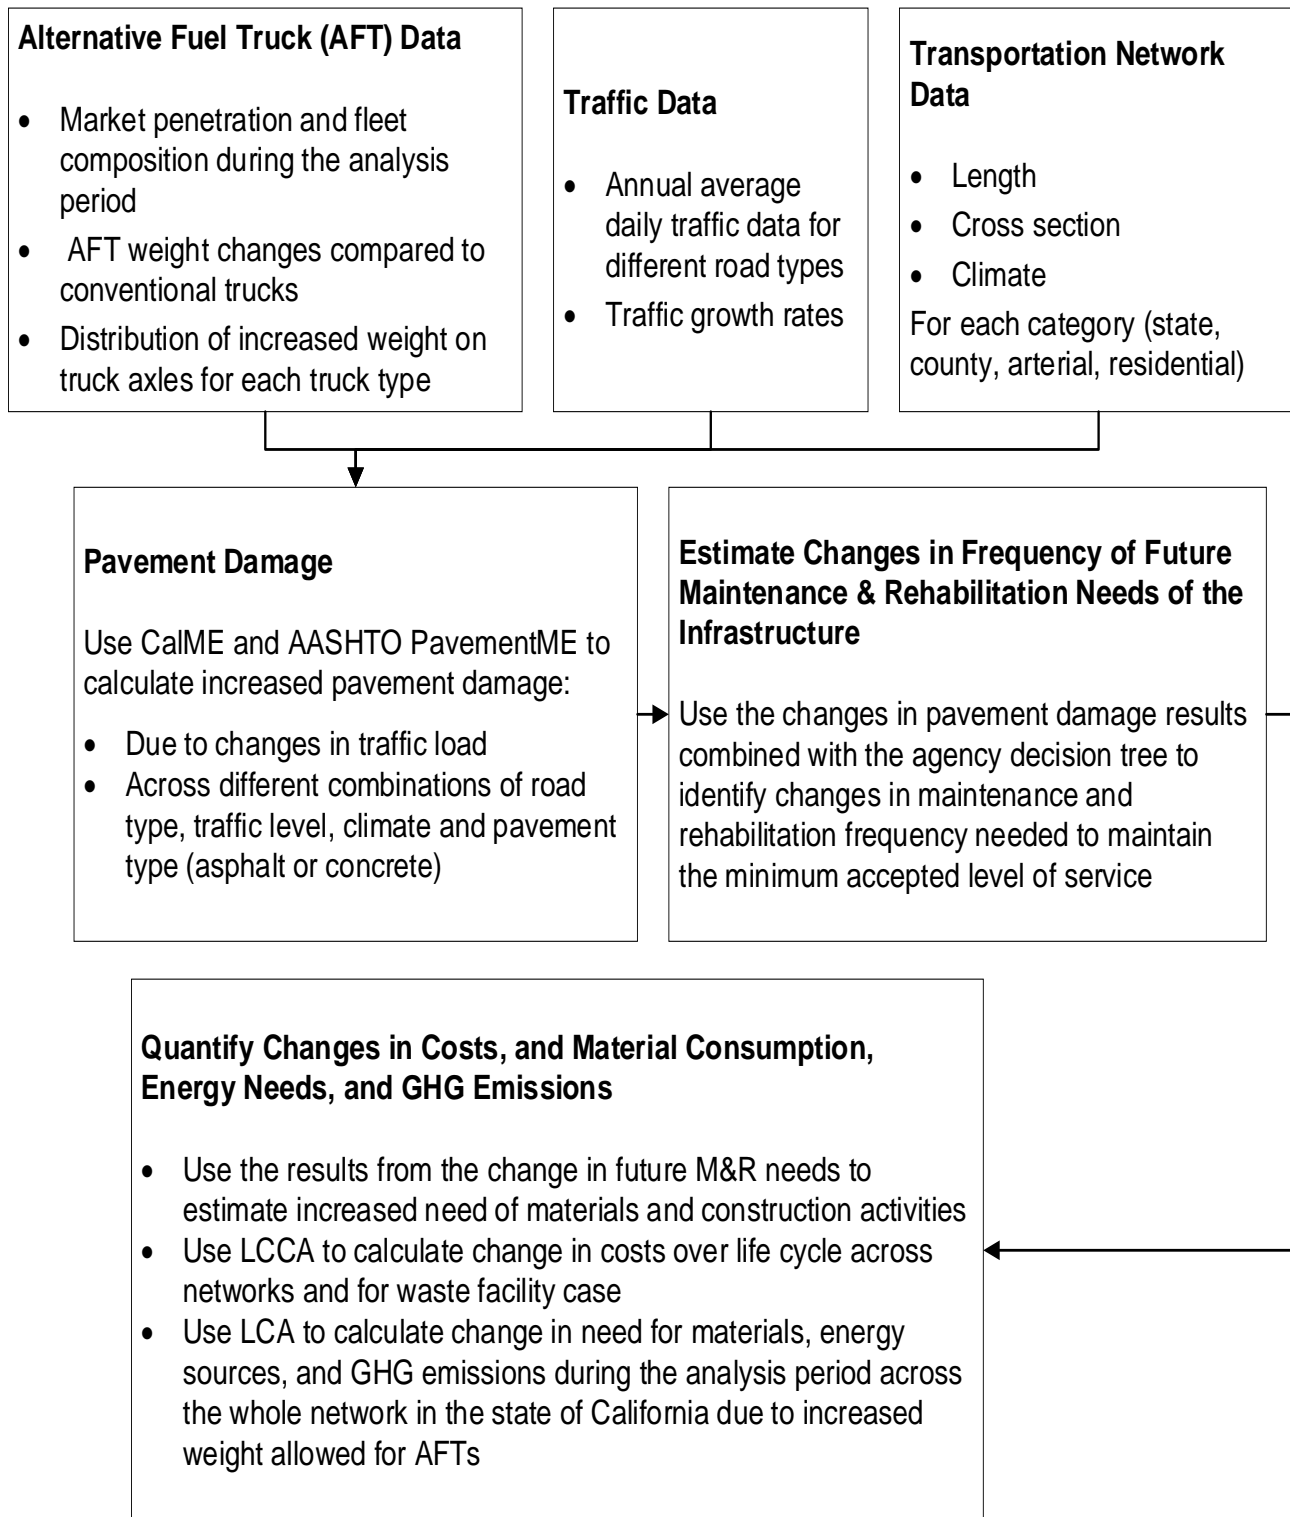 Alternative Fuel Truck (AFT) Data
• Market penetration and fleet
composition during the analysis
period
• AFT weight changes compared to
conventional trucks
• Distribution of increased weight on
truck axles for each truck type
Traffic Data
• Annual average
daily traffic data for
different road types
• Traffic growth rates
Transportation Network
Data
• Length
• Cross section
• Climate
For each category (state,
county, arterial, residential)
Pavement Damage
Use CalME and AASHTO PavementME to
calculate increased pavement damage:
• Due to changes in traffic load
• Across different combinations of road
type, traffic level, climate and pavement
type (asphalt or concrete)
Estimate Changes in Frequency of Future
Maintenance & Rehabilitation Needs of the
Infrastructure
Use the changes in pavement damage results
combined with the agency decision tree to
identify changes in maintenance and
rehabilitation frequency needed to maintain
the minimum accepted level of service
Quantify Changes in Costs, and Material Consumption,
Energy Needs, and GHG Emissions
• Use the results from the change in future M&R needs to
estimate increased need of materials and construction activities
• Use LCCA to calculate change in costs over life cycle across
networks and for waste facility case
• Use LCA to calculate change in need for materials, energy
sources, and GHG emissions during the analysis period across
the whole network in the state of California due to increased
weight allowed for AFTs